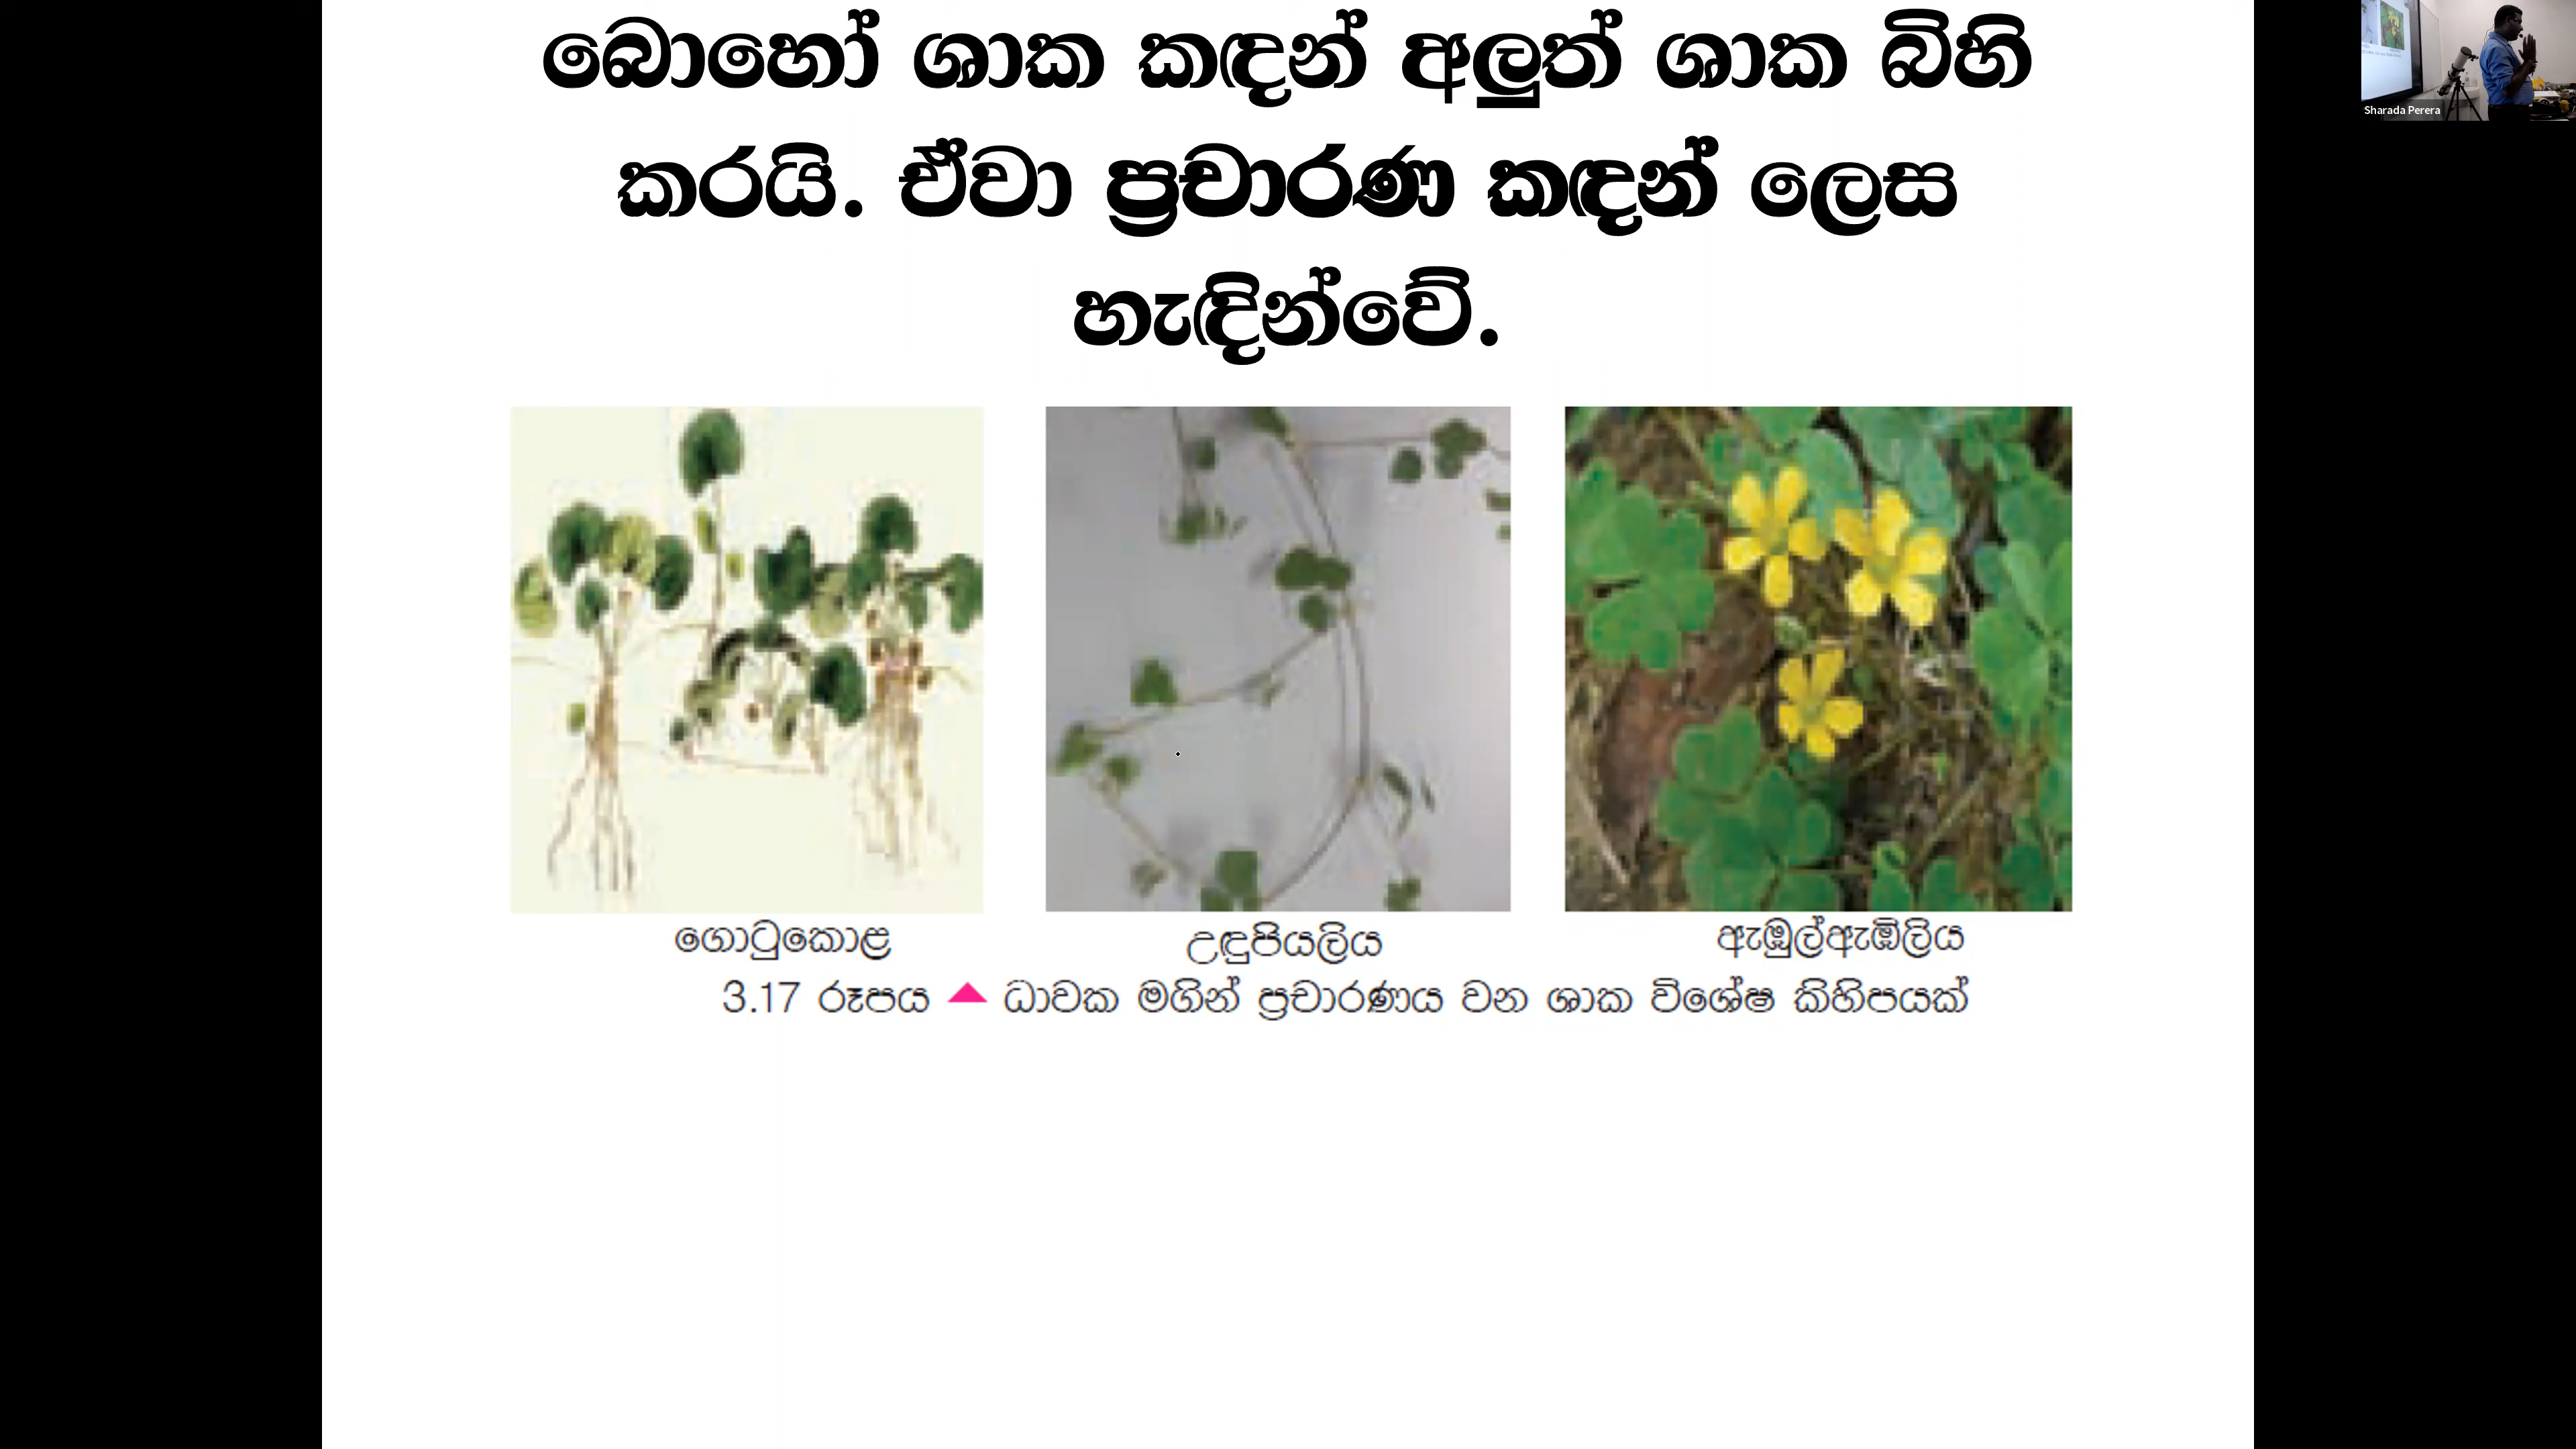 බොහෝ ශාක කඳන් අලුත් ශාක බිහි
කරයි. ඒවා ප්‍රචාරණ කඳන් ලෙස
හැඳින්වේ.
Sharada Perera
ගොටුකොළ
උඳුපියලිය
ඇඹුල්ඇඹිලිය
3.17 රූපය ▲ ධාවක මගින් ප්‍රචාරණය වන ශාක විශේෂ කිහිපයක්